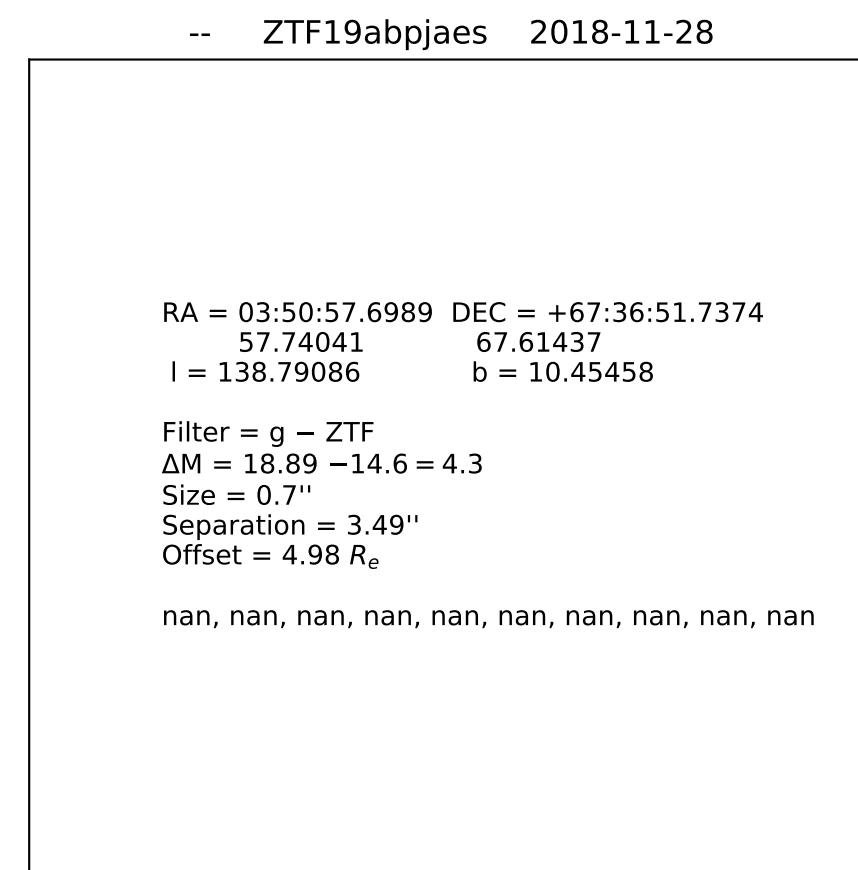 -- ZTF19abpjaes 2018-11-28
RA = 03:50:57.6989 DEC = +67:36:51.7374
57.74041 67.61437
l = 138.79086 b = 10.45458
Filter = g − ZTF
ΔM = 18.89 −14.6 = 4.3
Size = 0.7''
Separation = 3.49''
Offset = 4.98 Rₑ
nan, nan, nan, nan, nan, nan, nan, nan, nan, nan